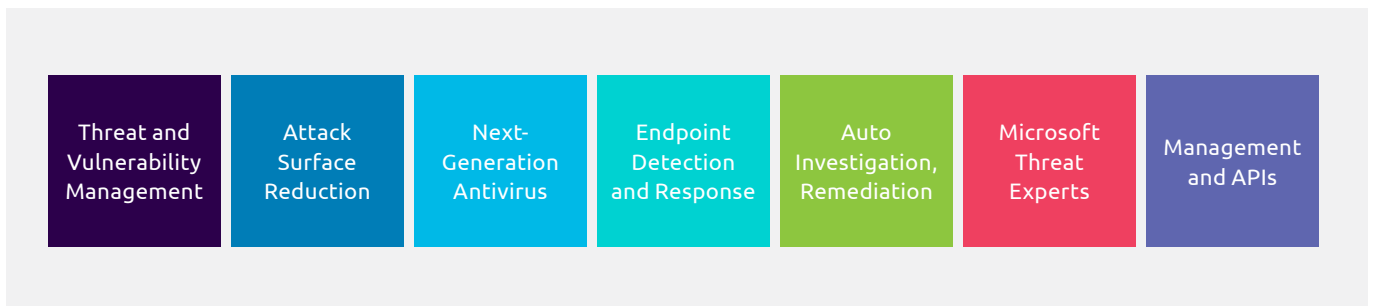 Threat and
Vulnerability
Management
Attack
Surface
Reduction
Next-
Generation
Antivirus
Endpoint
Detection
and Response
Auto
Investigation,
Remediation
Microsoft
Threat
Experts
Management
and APIs